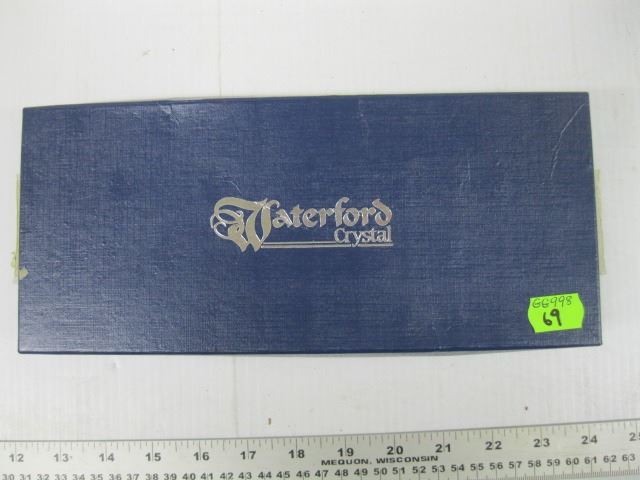 Waterford
Crystal
GG998
69
12 13 14 15 16 17 18 19 20 21 22 23 24 25
MEQUON, WISCONSIN
30 31 32 33 34 35 36 37 38 39 40 41 42 43 44 45 46 47 48 49 50 51 52 53 54 55 56 57 58 59 60 61 62 63